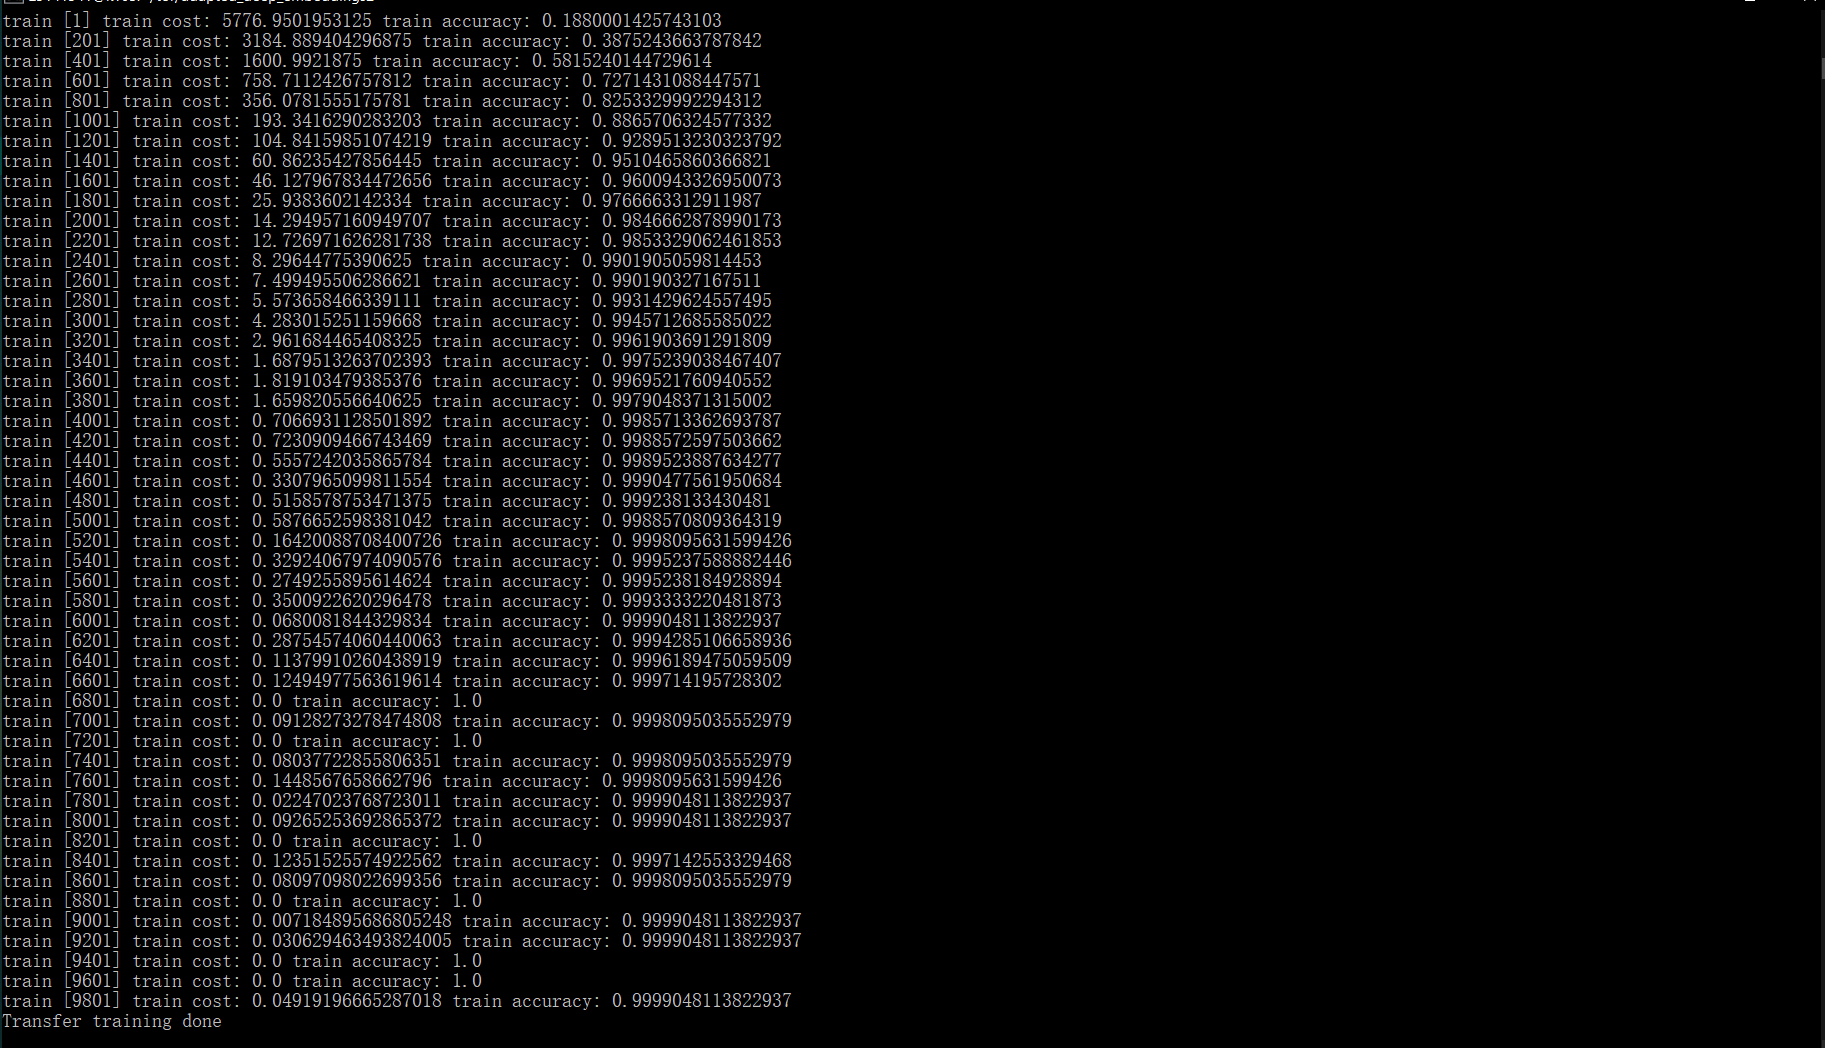 train [1] train cost: 5776.9501953125 train accuracy: 0.1880001425743103
train [201] train cost: 3184.889404296875 train accuracy: 0.3875243663787842
train [401] train cost: 1600.9921875 train accuracy: 0.5815240144729614
train [601] train cost: 758.7112426757812 train accuracy: 0.7271431088447571
train [801] train cost: 356.0781555175781 train accuracy: 0.8253329992294312
train [1001] train cost: 193.3416290283203 train accuracy: 0.8865706324577332
train [1201] train cost: 104.84159851074219 train accuracy: 0.9289513230323792
train [1401] train cost: 60.86235427856445 train accuracy: 0.9510465860366821
train [1601] train cost: 46.127967834472656 train accuracy: 0.9600943326950073
train [1801] train cost: 25.9383602142334 train accuracy: 0.9766663312911987
train [2001] train cost: 14.294957160949707 train accuracy: 0.9846662878990173
train [2201] train cost: 12.726971626281738 train accuracy: 0.9853329062461853
train [2401] train cost: 8.29644775390625 train accuracy: 0.9901905059814453
train [2601] train cost: 7.499495506286621 train accuracy: 0.990190327167511
train [2801] train cost: 5.573658466339111 train accuracy: 0.9931429624557495
train [3001] train cost: 4.283015251159668 train accuracy: 0.9945712685585022
train [3201] train cost: 2.961684465408325 train accuracy: 0.9961903691291809
train [3401] train cost: 1.6879513263702393 train accuracy: 0.9975239038467407
train [3601] train cost: 1.819103479385376 train accuracy: 0.9969521760940552
train [3801] train cost: 1.659820556640625 train accuracy: 0.9979048371315002
train [4001] train cost: 0.7066931128501892 train accuracy: 0.9985713362693787
train [4201] train cost: 0.7230909466743469 train accuracy: 0.9988572597503662
train [4401] train cost: 0.5557242035865784 train accuracy: 0.9989523887634277
train [4601] train cost: 0.3307965099811554 train accuracy: 0.9990477561950684
train [4801] train cost: 0.5158578753471375 train accuracy: 0.999238133430481
train [5001] train cost: 0.5876652598381042 train accuracy: 0.9988570809364319
train [5201] train cost: 0.16420088708400726 train accuracy: 0.9998095631599426
train [5401] train cost: 0.32924067974090576 train accuracy: 0.9995237588882446
train [5601] train cost: 0.2749255895614624 train accuracy: 0.9995238184928894
train [5801] train cost: 0.3500922620296478 train accuracy: 0.9993333220481873
train [6001] train cost: 0.0680081844329834 train accuracy: 0.9999048113822937
train [6201] train cost: 0.28754574060440063 train accuracy: 0.9994285106658936
train [6401] train cost: 0.11379910260438919 train accuracy: 0.9996189475059509
train [6601] train cost: 0.12494977563619614 train accuracy: 0.999714195728302
train [6801] train cost: 0.0 train accuracy: 1.0
train [7001] train cost: 0.09128273278474808 train accuracy: 0.9998095035552979
train [7201] train cost: 0.0 train accuracy: 1.0
train [7401] train cost: 0.08037722855806351 train accuracy: 0.9998095035552979
train [7601] train cost: 0.1448567658662796 train accuracy: 0.9998095631599426
train [7801] train cost: 0.02247023768723011 train accuracy: 0.9999048113822937
train [8001] train cost: 0.09265253692865372 train accuracy: 0.9999048113822937
train [8201] train cost: 0.0 train accuracy: 1.0
train [8401] train cost: 0.12351525574922562 train accuracy: 0.9997142553329468
train [8601] train cost: 0.08097098022699356 train accuracy: 0.9998095035552979
train [8801] train cost: 0.0 train accuracy: 1.0
train [9001] train cost: 0.007184895686805248 train accuracy: 0.9999048113822937
train [9201] train cost: 0.030629463493824005 train accuracy: 0.9999048113822937
train [9401] train cost: 0.0 train accuracy: 1.0
train [9601] train cost: 0.0 train accuracy: 1.0
train [9801] train cost: 0.04919196665287018 train accuracy: 0.9999048113822937
Transfer training done